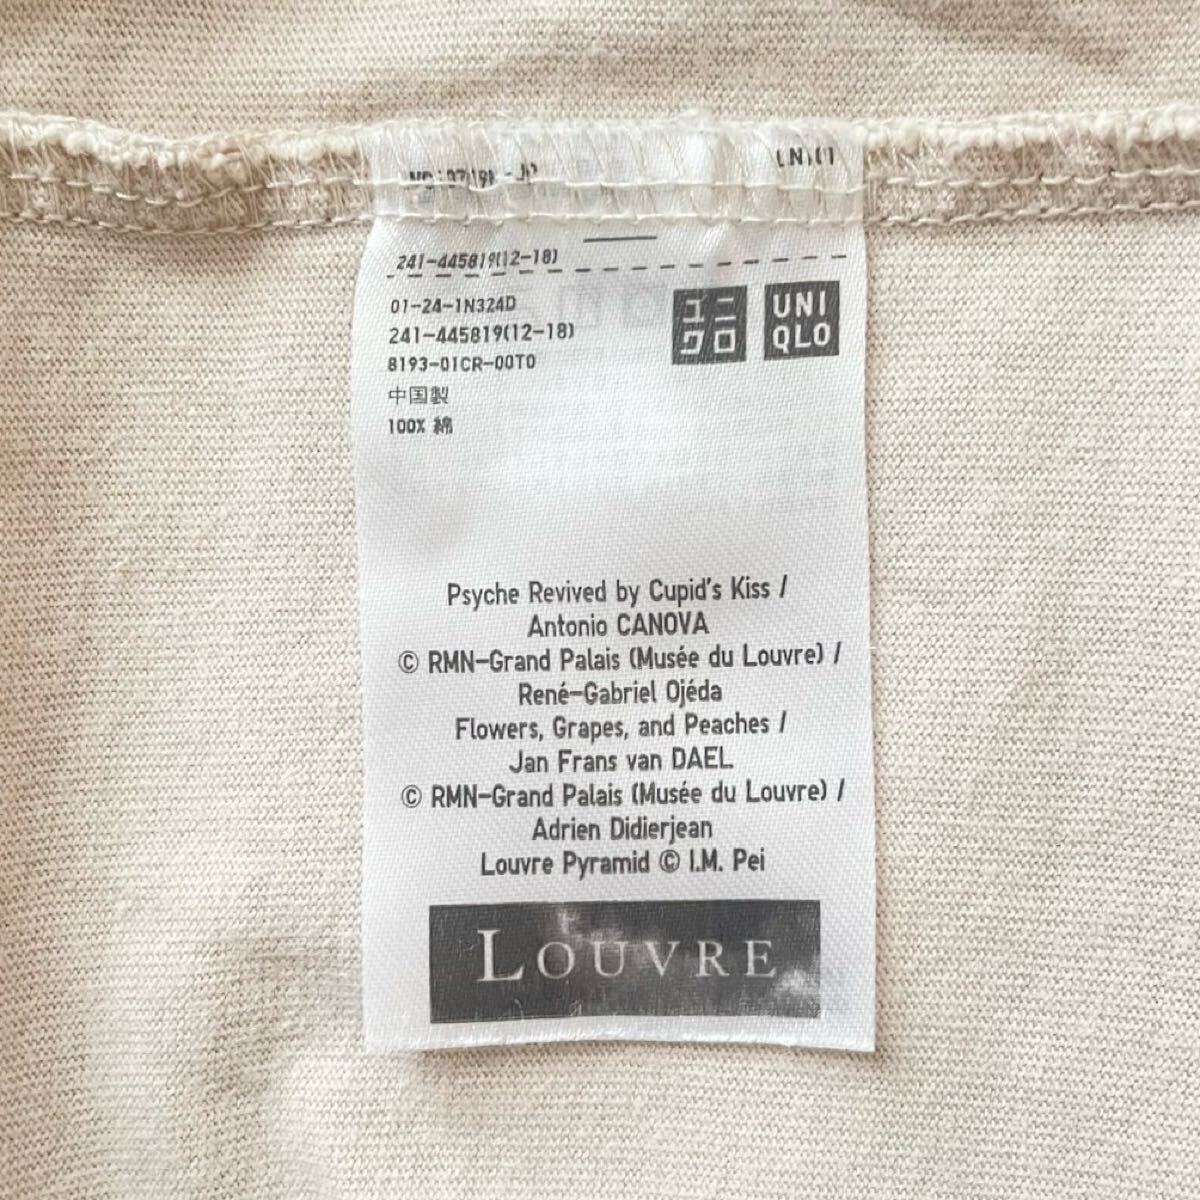 241-445819(12-18)
01-24-1N324D
241-445819(12-18)
8193-01CR-00T0
中国製
100% 綿
ユニ
クロ
UNI
QLO
Psyche Revived by Cupid's Kiss /
Antonio CANOVA
© RMN-Grand Palais (Musée du Louvre) /
René-Gabriel Ojéda
Flowers, Grapes, and Peaches /
Jan Frans van DAEL
© RMN-Grand Palais (Musée du Louvre) /
Adrien Didierjean
Louvre Pyramid © I.M. Pei
LOUVRE